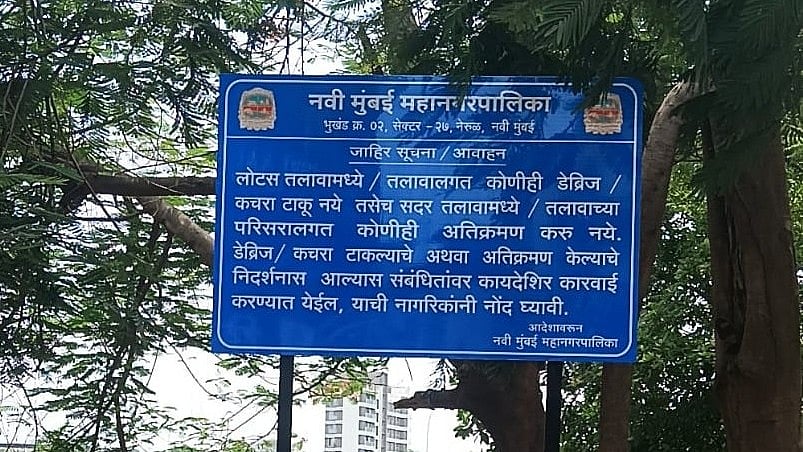 नवी मुंबई महानगरपालिका
भुखंड क्र. ०२, सेक्टर - २७, नेरुळ, नवी मुंबई
जाहिर सूचना / आवाहन
लोटस तलावामध्ये / तलावालगत कोणीही डेब्रिज /
कचरा टाकू नये तसेच सदर तलावामध्ये / तलावाच्या
परिसरालगत कोणीही अतिक्रमण करु नये.
डेब्रिज/ कचरा टाकल्याचे अथवा अतिक्रमण केल्याचे
निदर्शनास आल्यास संबंधितांवर कायदेशिर कारवाई
करण्यात येईल, याची नागरिकांनी नोंद घ्यावी.
आदेशावरून
नवी मुंबई महानगरपालिका